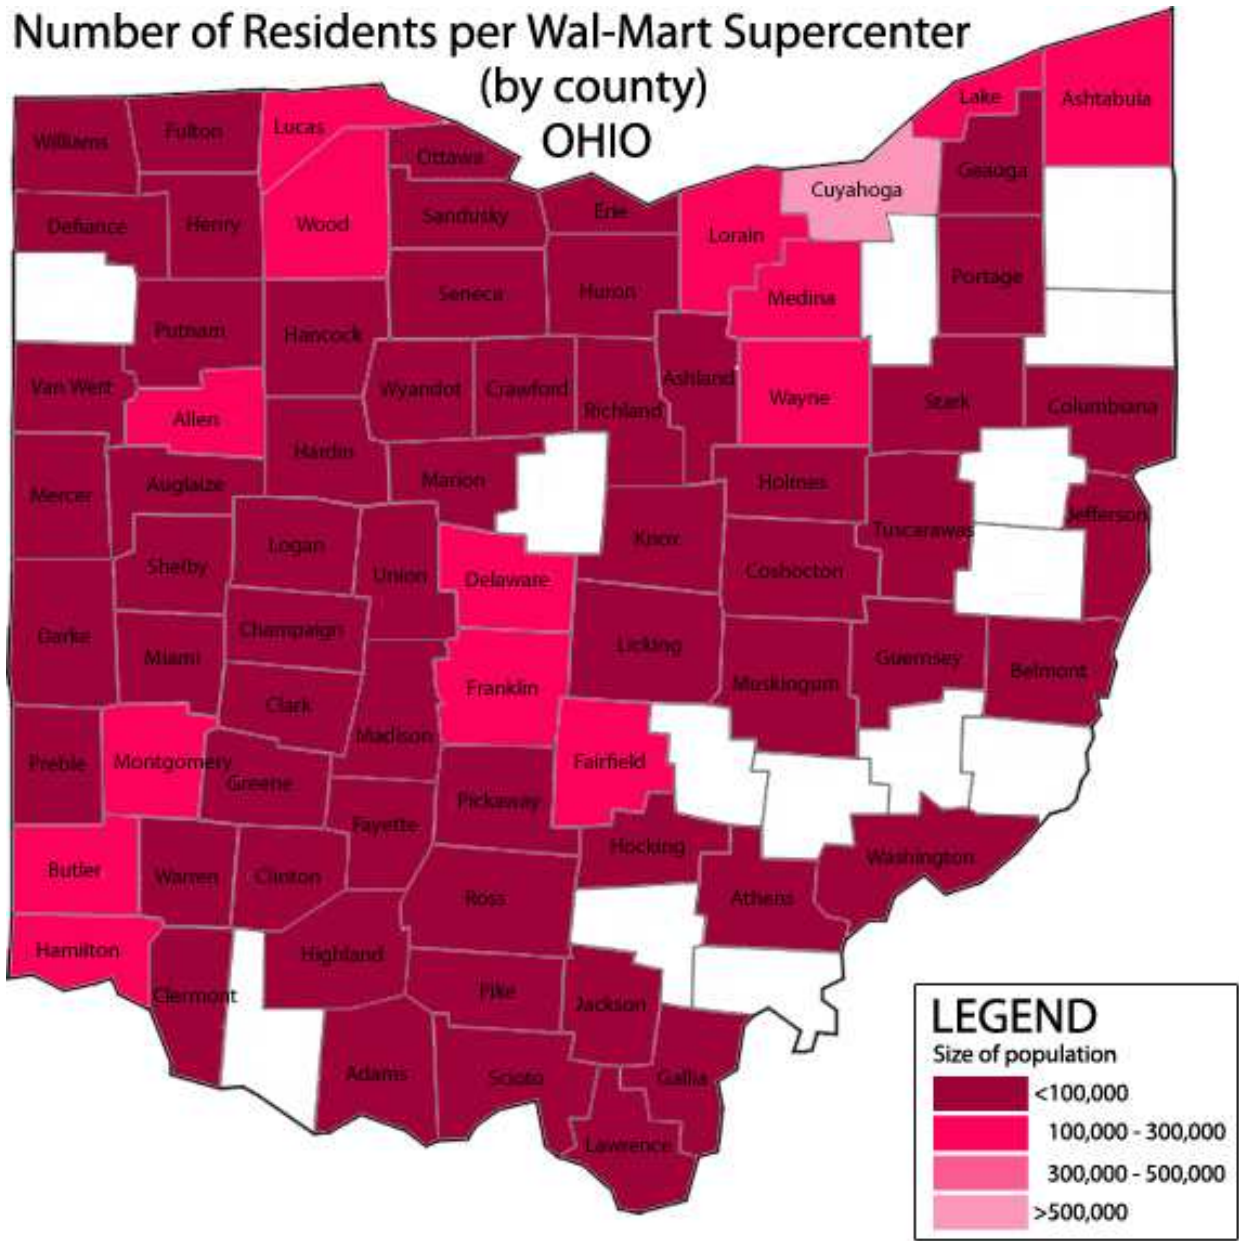 Number of Residents per Wal-Mart Supercenter
(by county)
OHIO
Lake
Ashtabula
Williams
Fulton
Lucas
Ottawa
Geaoga
Cuyahoga
Defiance
Henry
Wood
Sandusky
Erie
Lorain
Portage
Seneca
Huron
Medina
Putnam
Hancock
Van Wert
Allen
Wyandot
Crawford
Richland
Ashland
Wayne
Stark
Columbiana
Mercer
Auglaize
Hardin
Marion
Holmes
Jefferson
Tuscarawas
Shelby
Logan
Union
Delaware
Knox
Coshocton
Darke
Miami
Champaign
Licking
Guernsey
Belmont
Clark
Franklin
Muskingum
Preble
Montgomery
Greene
Madison
Fairfield
Pickaway
Fayette
Hocking
Washington
Butler
Warren
Clinton
Ross
Athens
Hamilton
Clermont
Highland
Pike
Jackson
Adams
Scioto
Gallia
Lawrence
LEGEND
Size of population
<100,000
100,000 - 300,000
300,000 - 500,000
>500,000